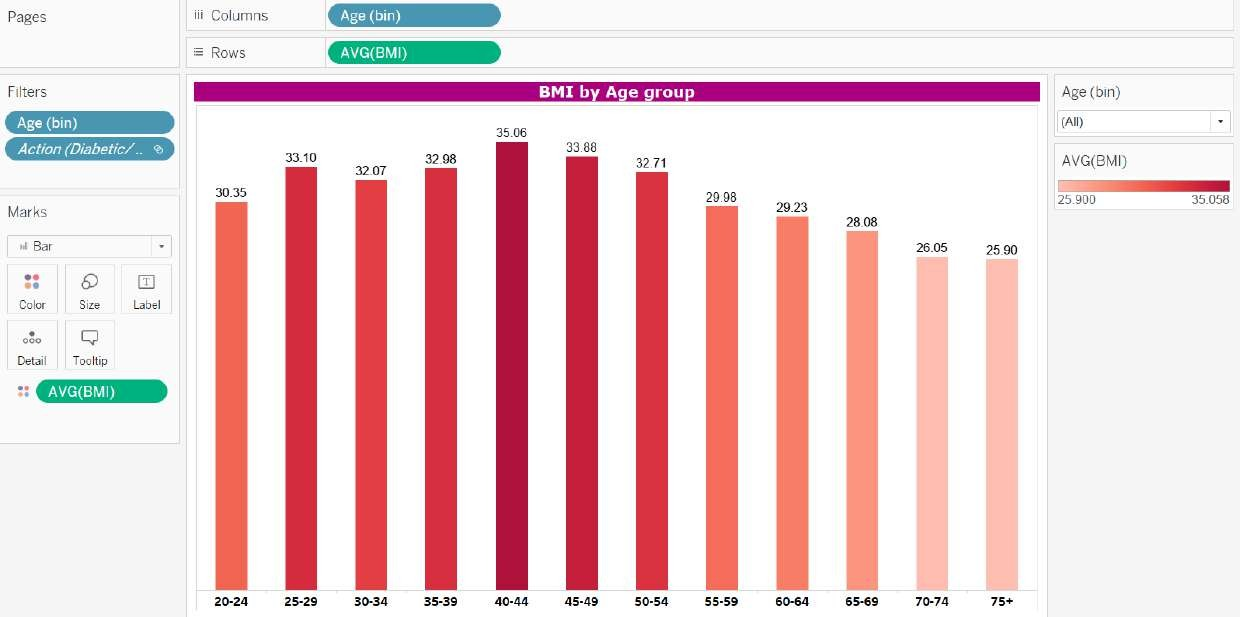 Pages
Columns
Age (bin)
Rows
AVG(BMI)
Filters
Age (bin)
Action (Diabetic/ ..
Marks
Bar
Color
Size
Label
Detail
Tooltip
AVG(BMI)
BMI by Age group
30.35
33.10
32.07
32.98
35.06
33.88
32.71
29.98
29.23
28.08
26.05
25.90
20-24
25-29
30-34
35-39
40-44
45-49
50-54
55-59
60-64
65-69
70-74
75+
Age (bin)
(All)
AVG(BMI)
25.900 35.058